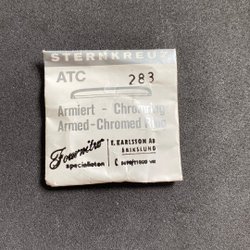 STERNKREUZ
ATC 283
Armiert - Chromring
Armed-Chromed Ring
Fournitur
specialisten
E. KARLSSON AB